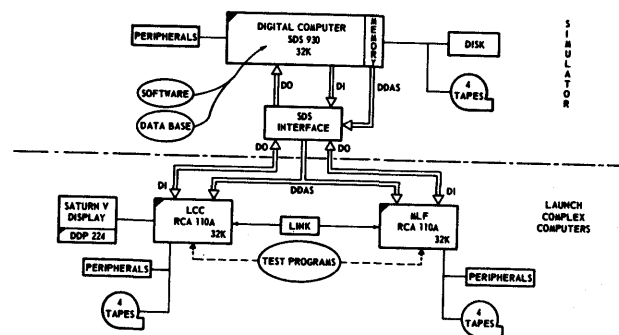 DIGITAL COMPUTER
SDS 930
32K
MEMORY
PERIPHERALS
DISK
4
TAPES
SIMULATOR
SOFTWARE
DATA BASE
DO
DI
DDAS
SDS
INTERFACE
DO
DO
DI
DDAS
DI
SATURN V
DISPLAY
DDP 224
LCC
RCA 110A
32K
LINK
MLF
RCA 110A
32K
LAUNCH
COMPLEX
COMPUTERS
TEST PROGRAMS
PERIPHERALS
PERIPHERALS
4
TAPES
4
TAPES